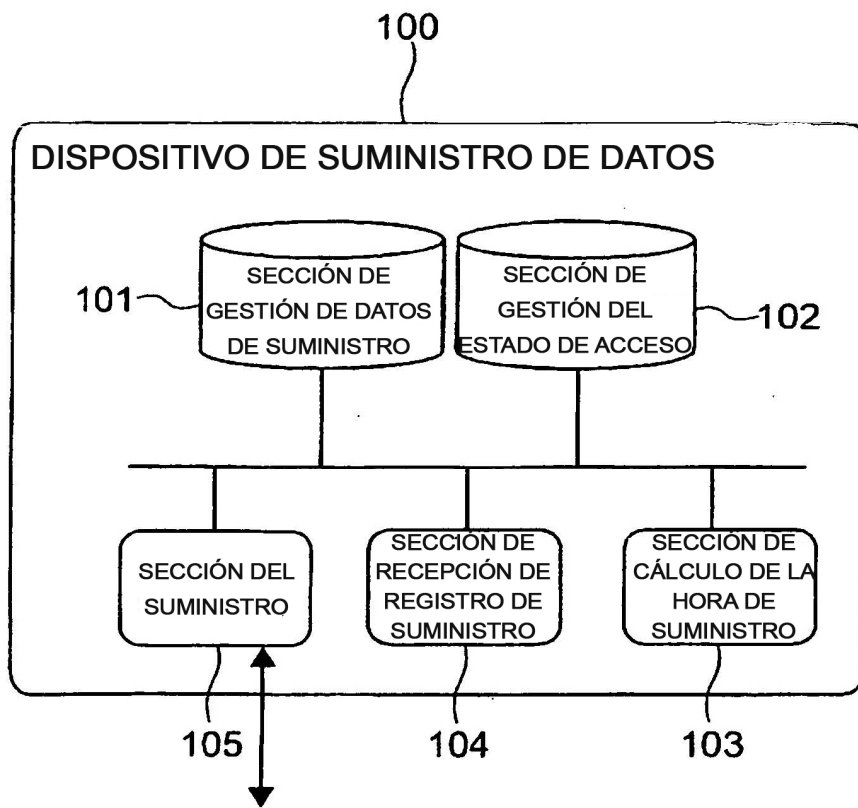 100
DISPOSITIVO DE SUMINISTRO DE DATOS
101
SECCIÓN DE
GESTIÓN DE DATOS
DE SUMINISTRO
SECCIÓN DE
GESTIÓN DEL
ESTADO DE ACCESO
102
SECCIÓN DEL
SUMINISTRO
SECCIÓN DE
RECEPCIÓN DE
REGISTRO DE
SUMINISTRO
SECCIÓN DE
CÁLCULO DE LA
HORA DE
SUMINISTRO
105
104
103